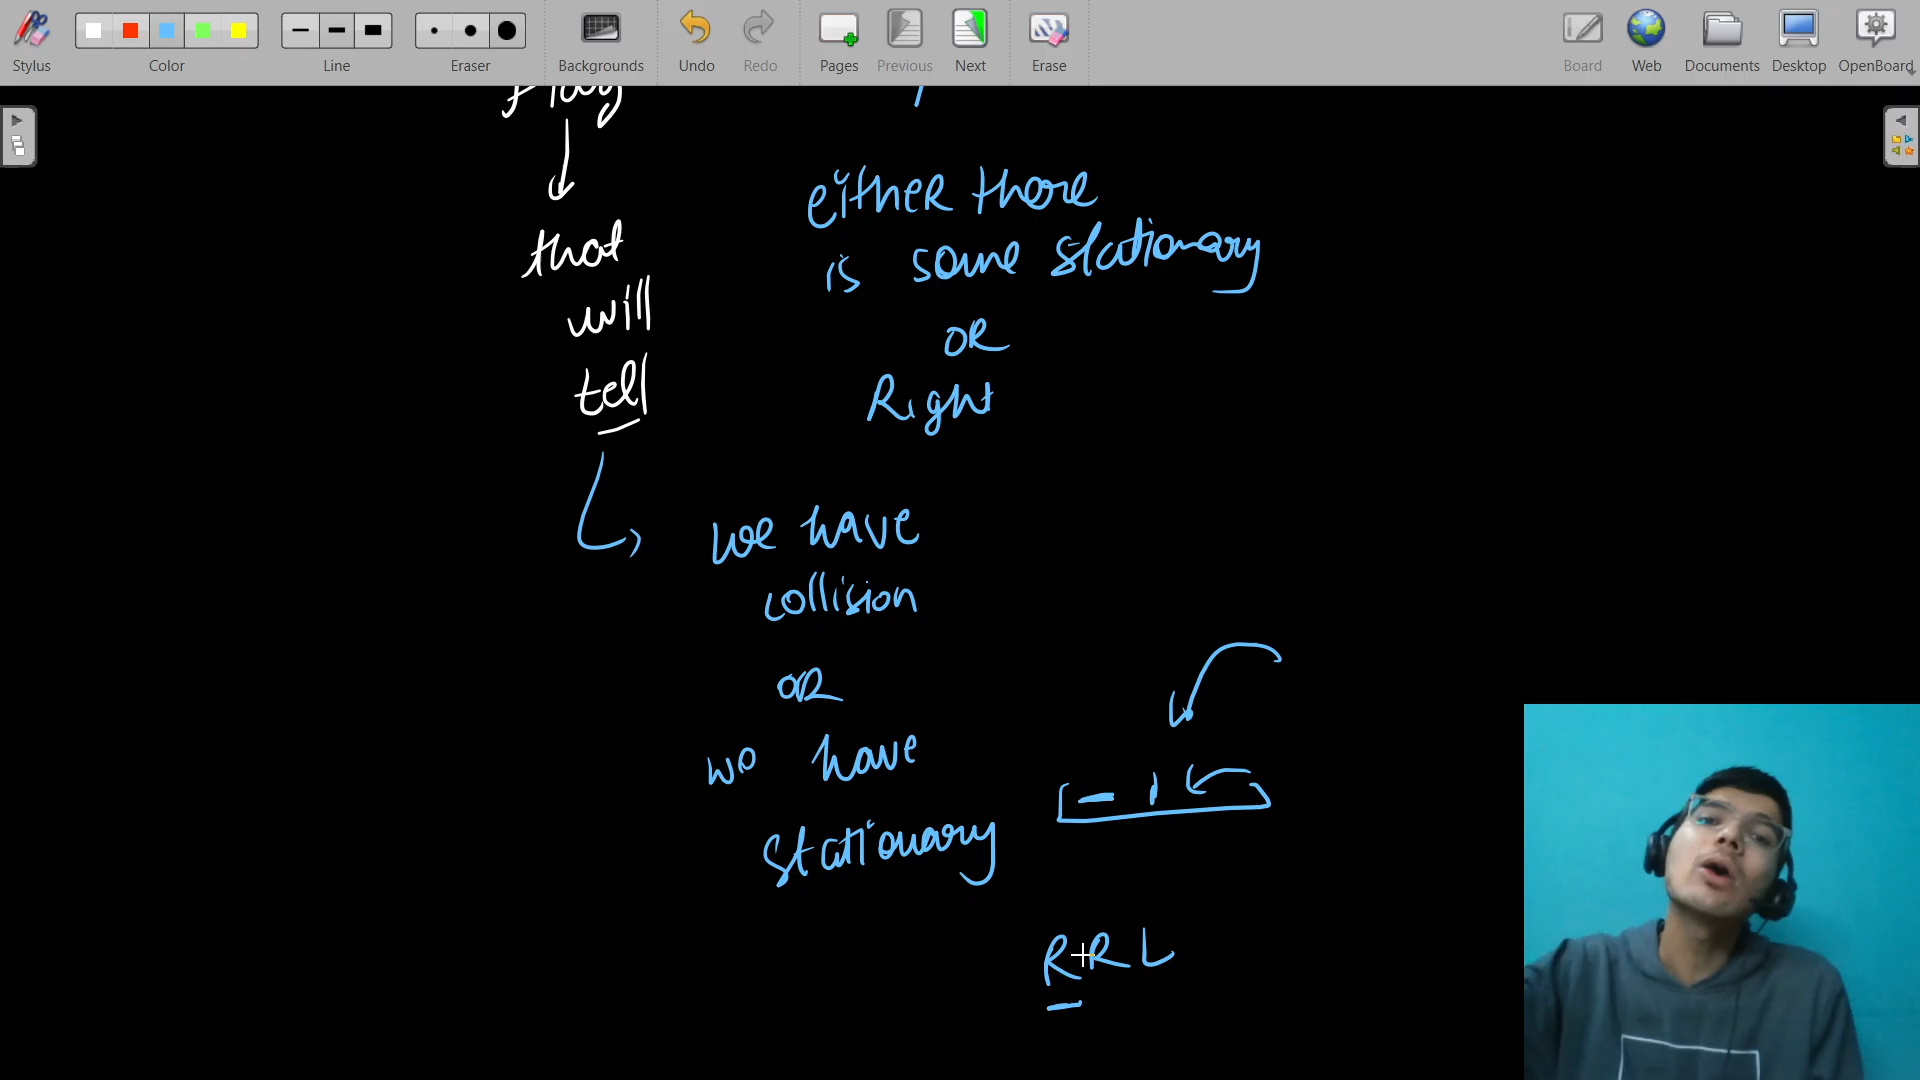 Stylus
Color
Line
Eraser
Backgrounds
Undo
Redo
Pages
Previous
Next
Erase
Board
Web
Documents
Desktop
OpenBoard
Flag
that
will
tell
either there
is some stationary
OR
Right
we have
collision
OR
we have
stationary
R R L